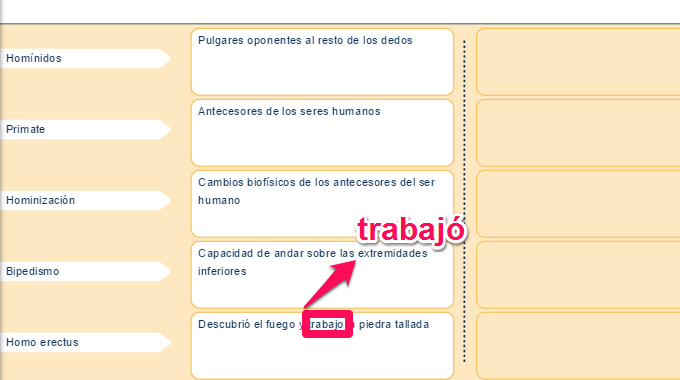 Pulgares oponentes al resto de los dedos
Homínidos
Antecesores de los seres humanos
Primate
Cambios biofísicos de los antecesores del ser
humano
Hominización
trabajó
Capacidad de andar sobre las extremidades
inferiores
Bipedismo
Descubrió el fuego y trabajo piedra tallada
Homo erectus